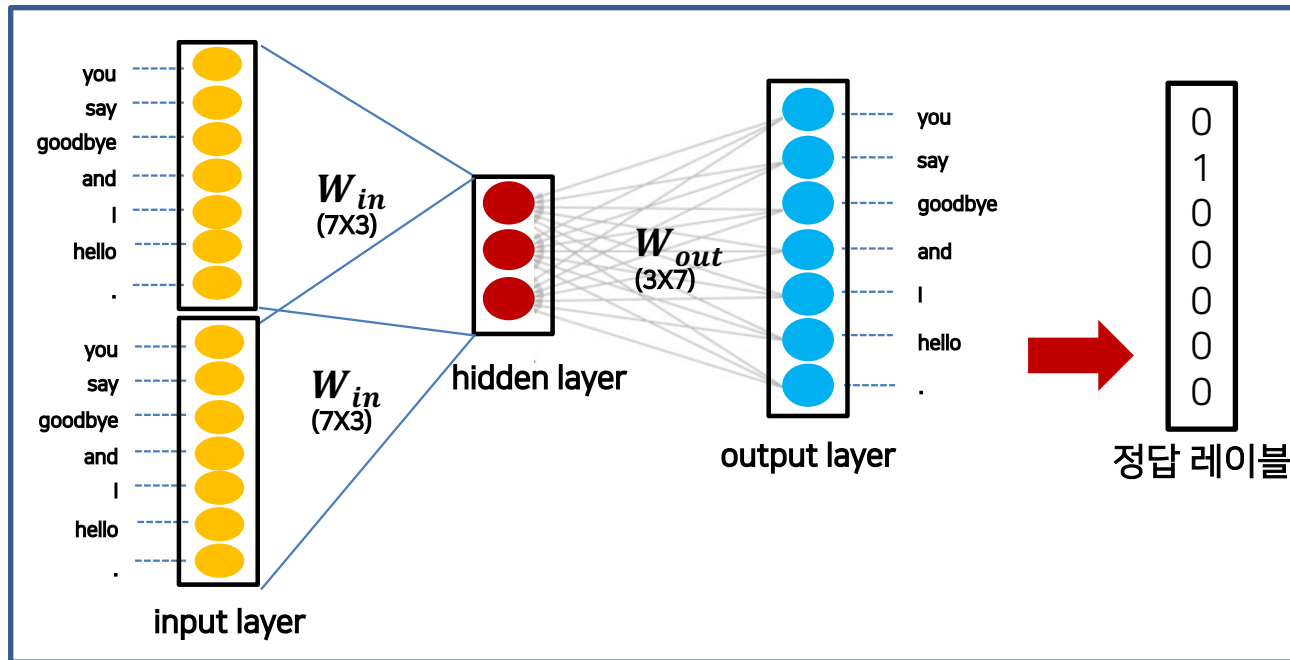 you
say
goodbye
and
I
hello
.
you
say
goodbye
and
I
hello
.
input layer
W_in
(7X3)
W_in
(7X3)
hidden layer
W_out
(3X7)
you
say
goodbye
and
I
hello
.
output layer
0
1
0
0
0
0
0
정답 레이블